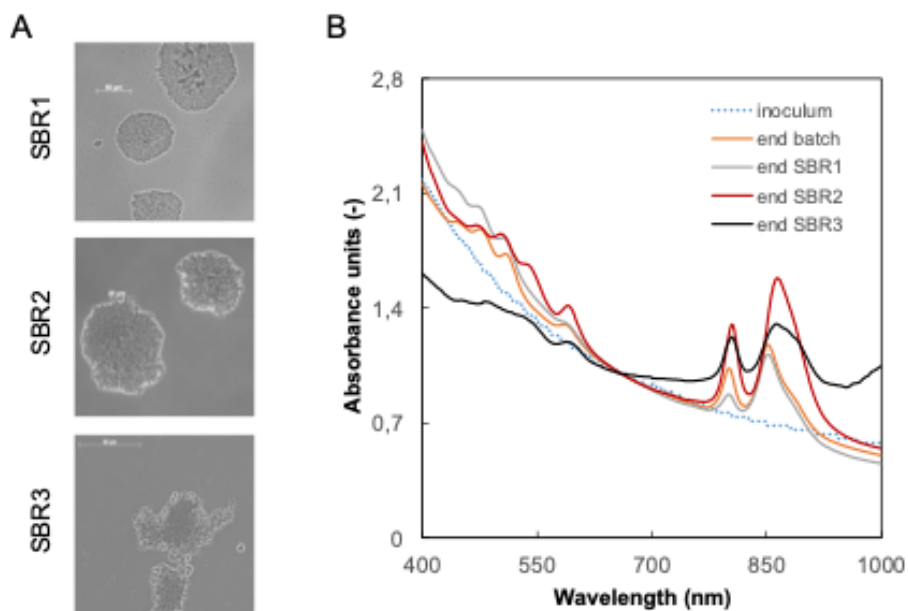 A
B
SBR1
SBR2
SBR3
2,8
2,1
1,4
0,7
0
Absorbance units (-)
inoculum
end batch
end SBR1
end SBR2
end SBR3
400
550
700
850
1000
Wavelength (nm)